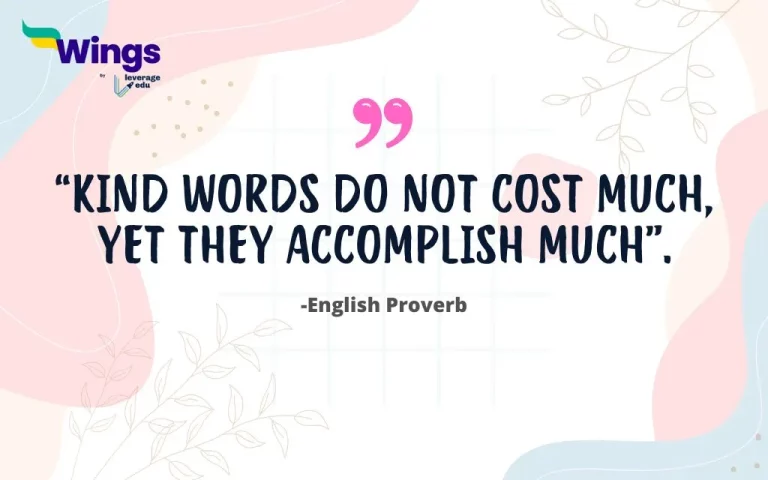 Wings
By leverage
edu
”
“KIND WORDS DO NOT COST MUCH,
YET THEY ACCOMPLISH MUCH”.
-English Proverb